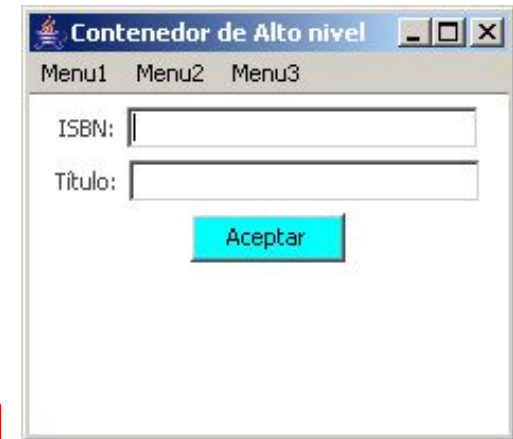 Contenedor de Alto nivel
Menu1 Menu2 Menu3
ISBN:
Título:
Aceptar